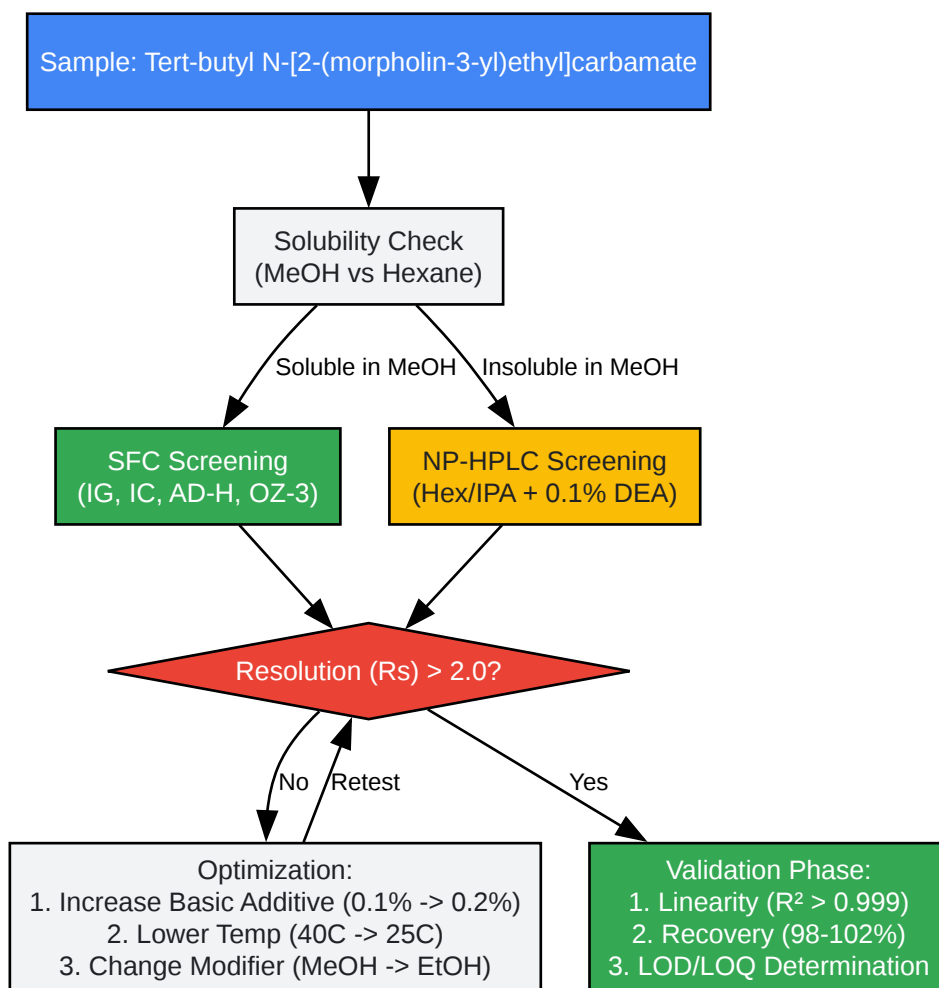 Sample: Tert-butyl N-[2-(morpholin-3-yl)ethyl]carbamate
Solubility Check
(MeOH vs Hexane)
Soluble in MeOH
Insoluble in MeOH
SFC Screening
(IG, IC, AD-H, OZ-3)
NP-HPLC Screening
(Hex/IPA + 0.1% DEA)
Resolution (Rs) > 2.0?
No
Retest
Yes
Optimization:
1. Increase Basic Additive (0.1% -> 0.2%)
2. Lower Temp (40C -> 25C)
3. Change Modifier (MeOH -> EtOH)
Validation Phase:
1. Linearity (R² > 0.999)
2. Recovery (98-102%)
3. LOD/LOQ Determination